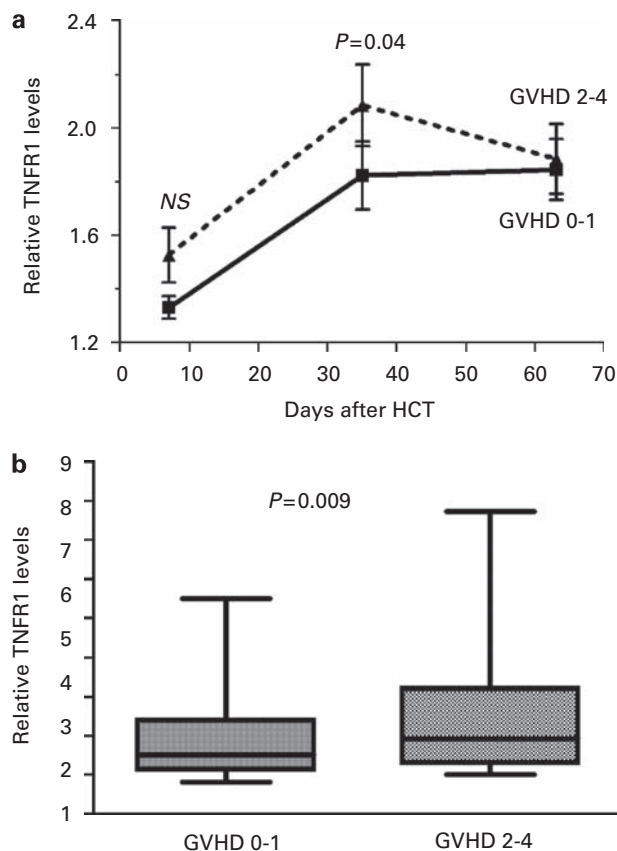 a
2.4
P=0.04
GVHD 2-4
2.0
NS
1.6
GVHD 0-1
1.2
Relative TNFR1 levels
0 10 20 30 40 50 60 70
Days after HCT
b
9
P=0.009
8
7
6
5
4
3
2
1
Relative TNFR1 levels
GVHD 0-1 GVHD 2-4